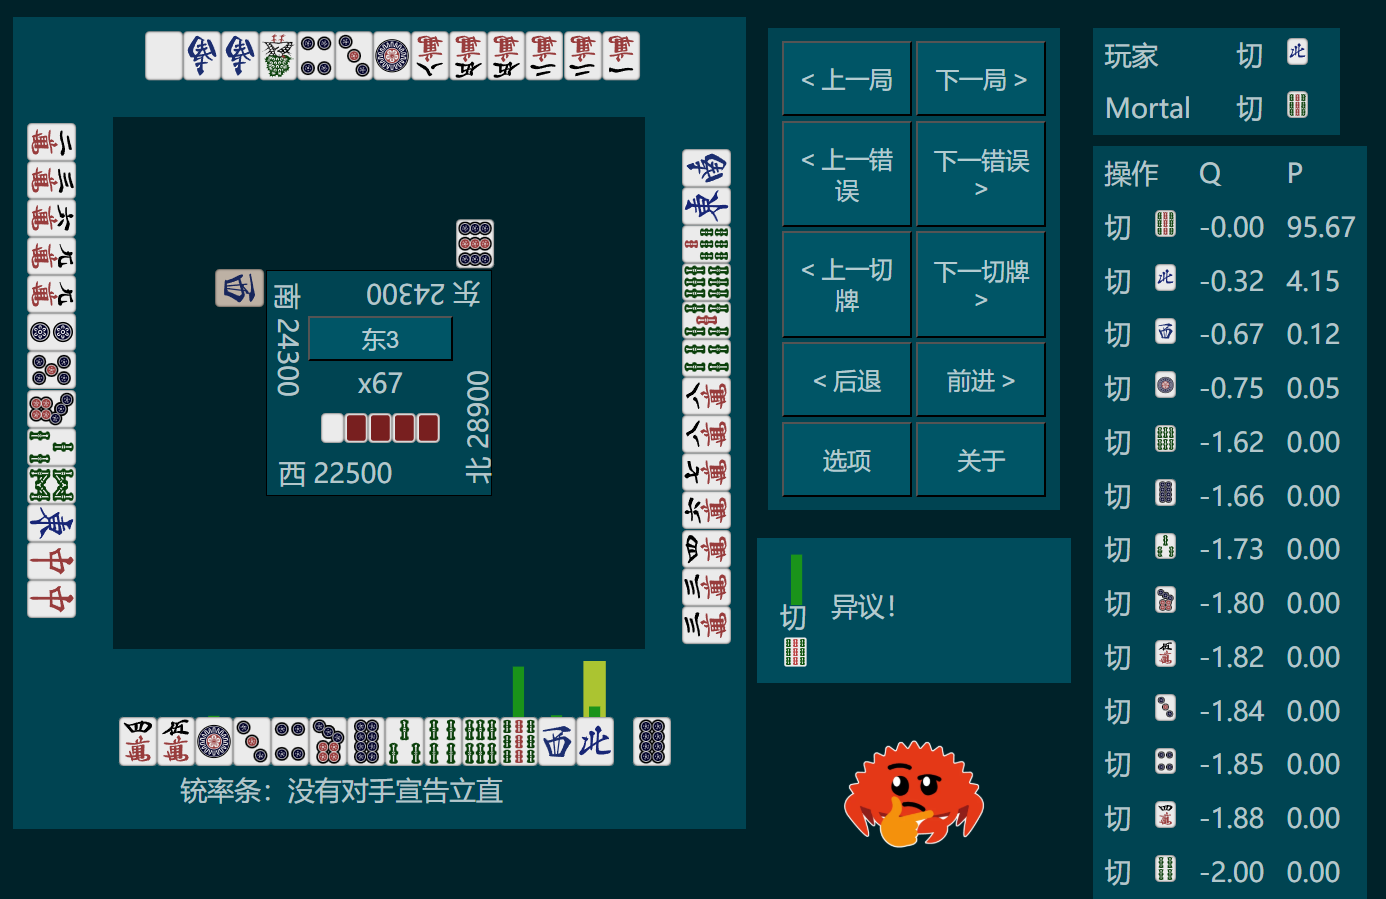 < 上一局
下一局 >
< 上一错误
下一错误 >
< 上一切牌
下一切牌 >
< 后退
前进 >
选项
关于
玩家 切
Mortal 切
操作 Q P
切 -0.00 95.67
切 -0.32 4.15
切 -0.67 0.12
切 -0.75 0.05
切 -1.62 0.00
切 -1.66 0.00
切 -1.73 0.00
切 -1.80 0.00
切 -1.82 0.00
切 -1.84 0.00
切 -1.85 0.00
切 -1.88 0.00
切 -2.00 0.00
东 24300
南 24300
东3
x67
西 22500
北 28900
切
异议!
铳率条：没有对手宣告立直